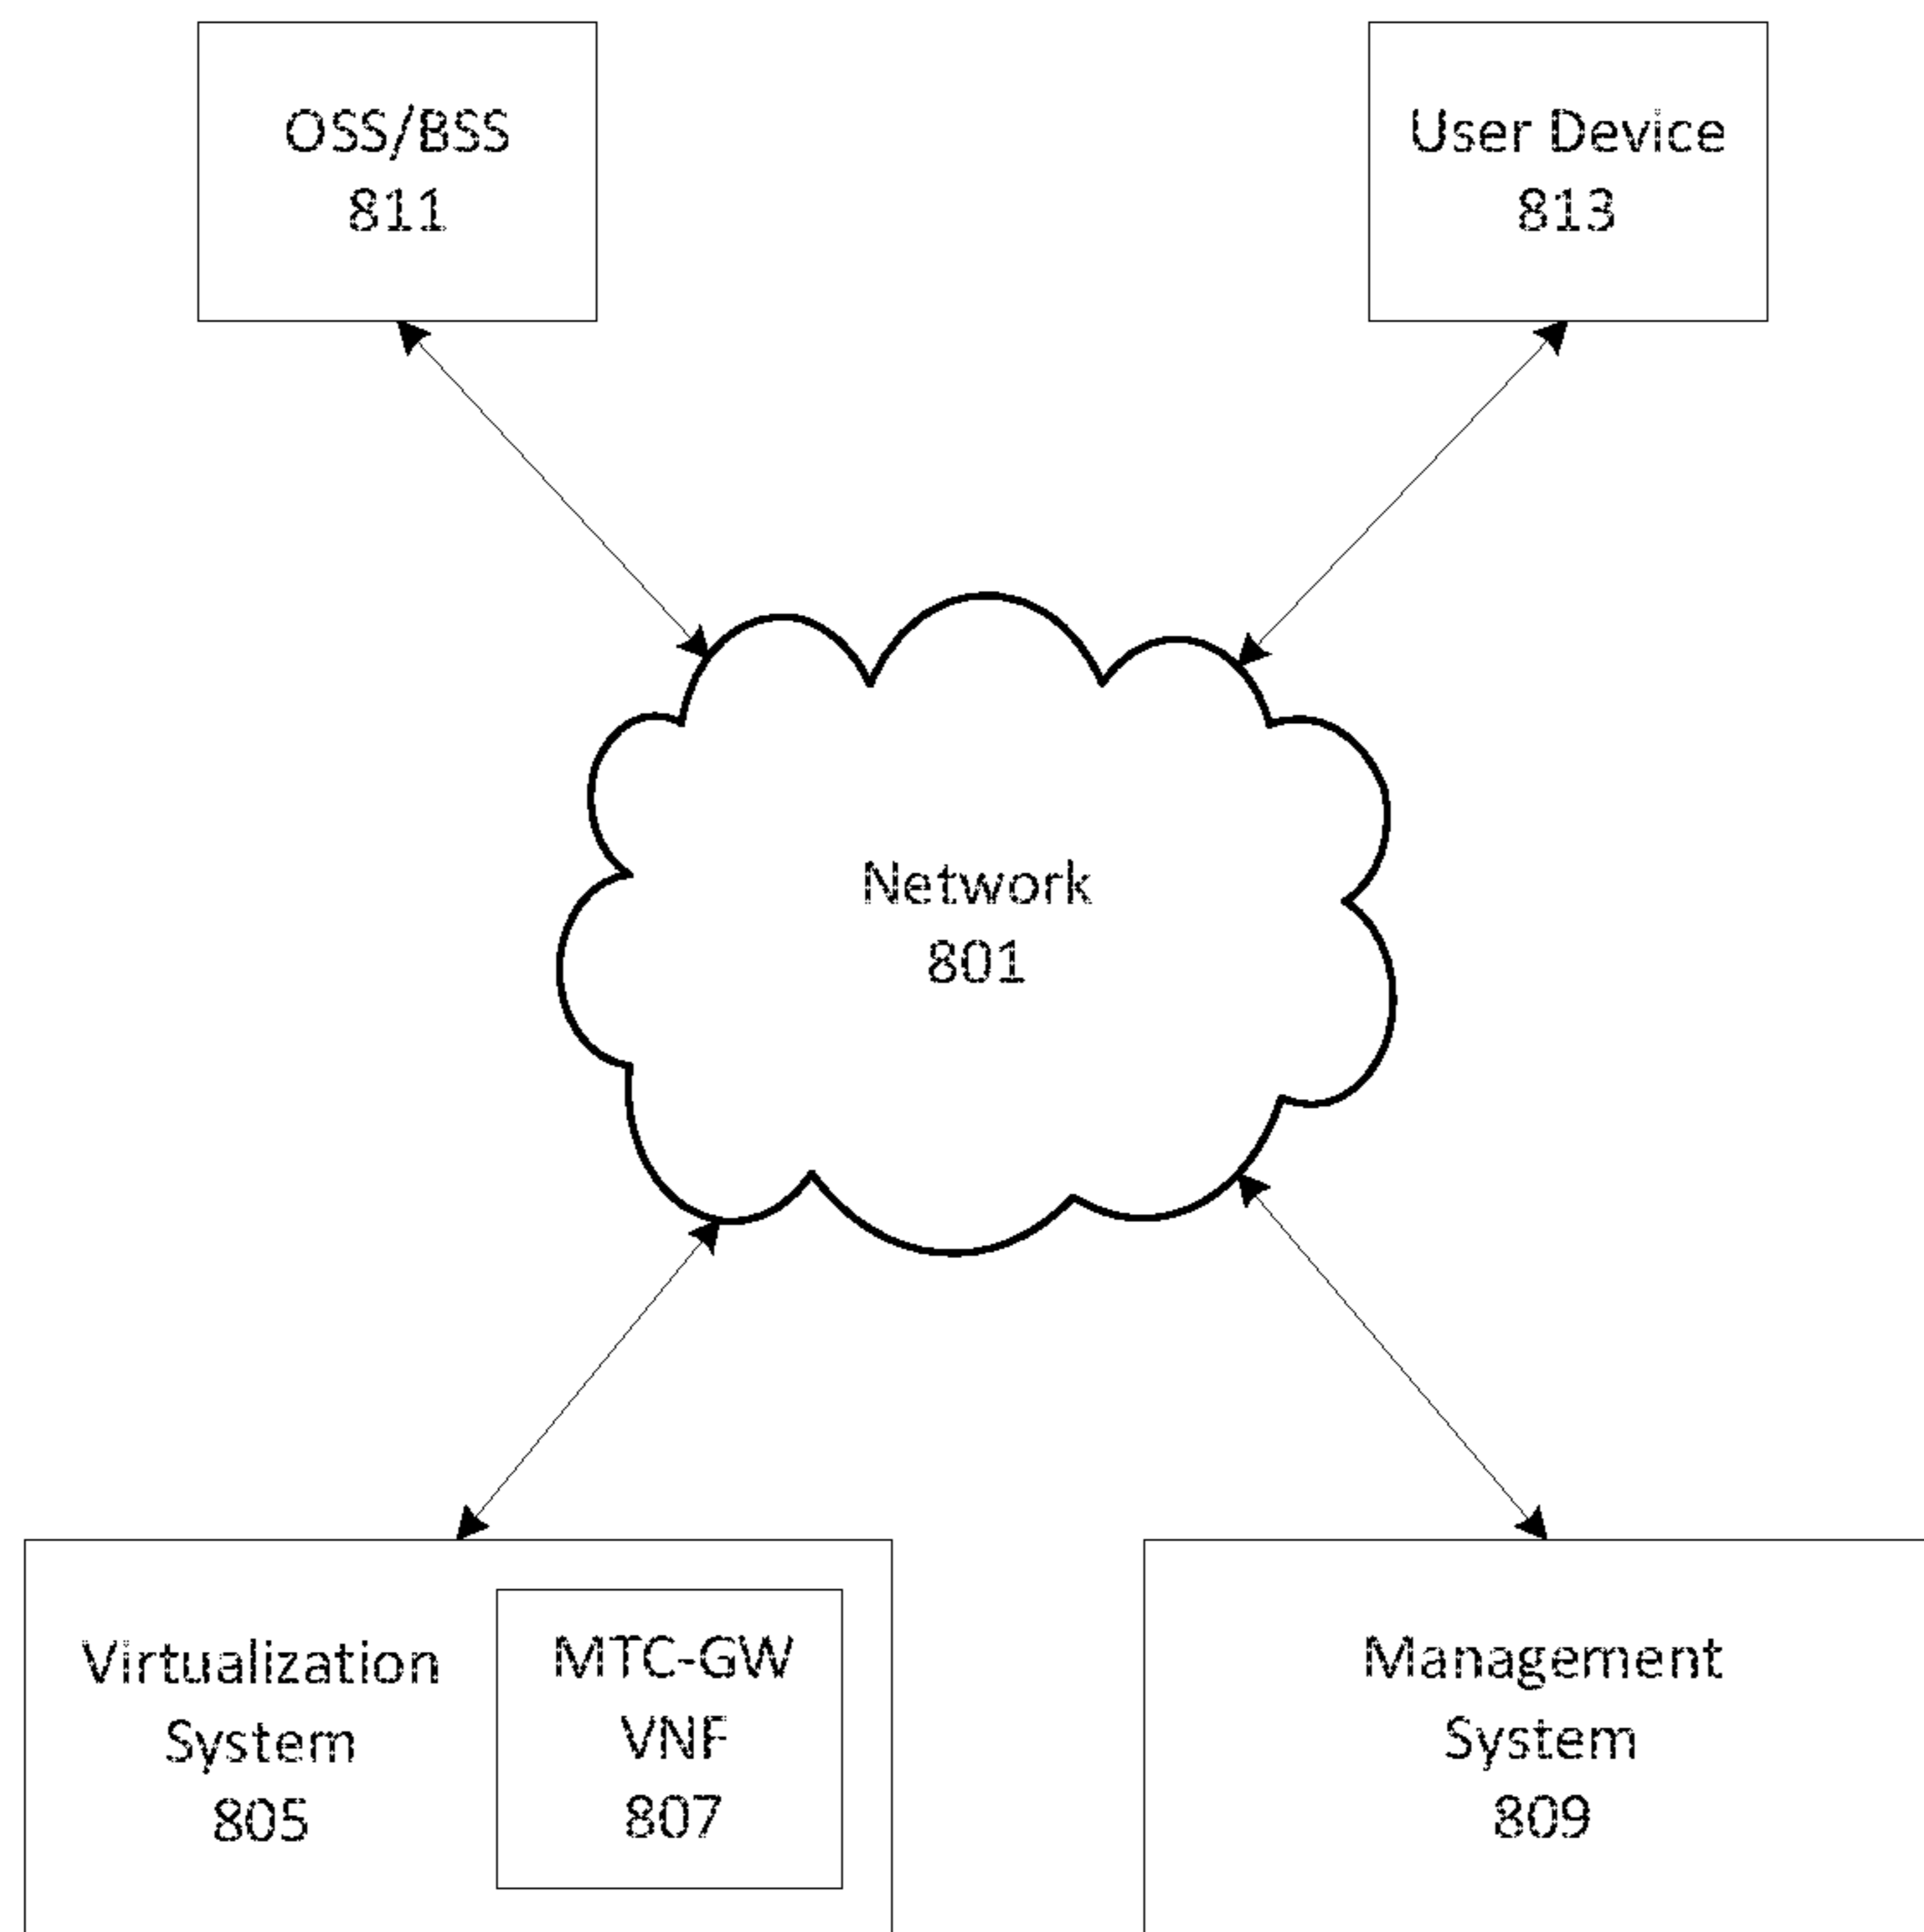 OSS/BSS
811
User Device
813
Network
801
Virtualization
System
805
MTC-GW
VNF
807
Management
System
809